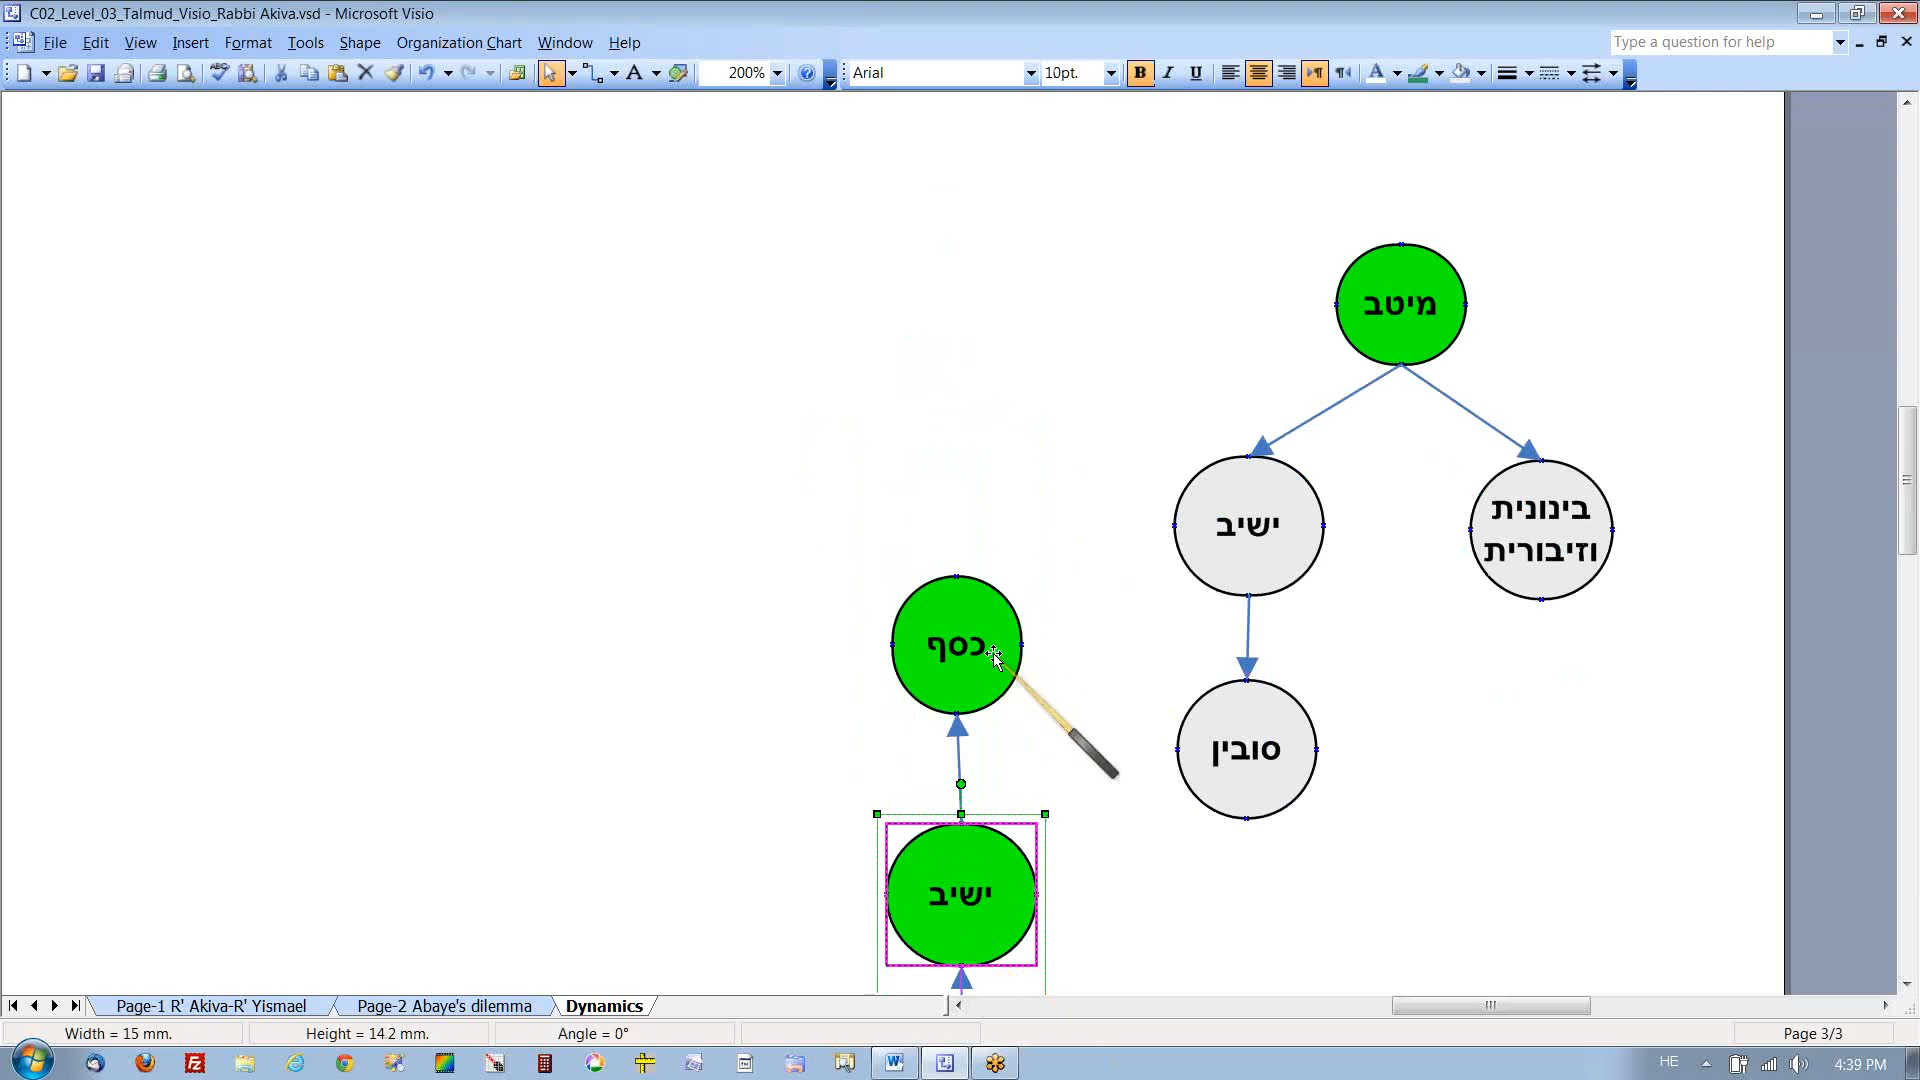 C02_Level_03_Talmud_Visio_Rabbi Akiva.vsd - Microsoft Visio
File Edit View Insert Format Tools Shape Organization Chart Window Help
Type a question for help
200%
Arial
10pt.
B I U
A
מיטב
ישיב
בינונית
וזיבורית
כסף
סובין
ישיב
Page-1 R' Akiva-R' Yismael
Page-2 Abaye's dilemma
Dynamics
Width = 15 mm.
Height = 14.2 mm.
Angle = 0°
Page 3/3
HE
4:39 PM